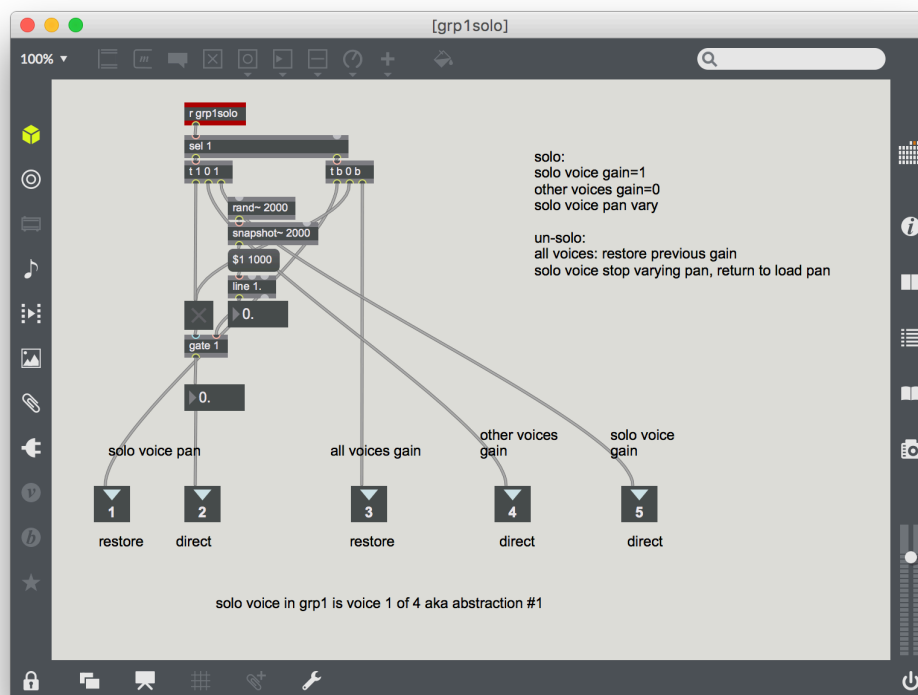 [grp1solo]
100%
r grp1solo
sel 1
t 1 0 1
t b 0 b
rand~ 2000
snapshot~ 2000
$1 1000
line 1.
0.
gate 1
0.
solo:
solo voice gain=1
other voices gain=0
solo voice pan vary
un-solo:
all voices: restore previous gain
solo voice stop varying pan, return to load pan
solo voice pan
all voices gain
other voices
gain
solo voice
gain
1
2
3
4
5
restore
direct
restore
direct
direct
solo voice in grp1 is voice 1 of 4 aka abstraction #1